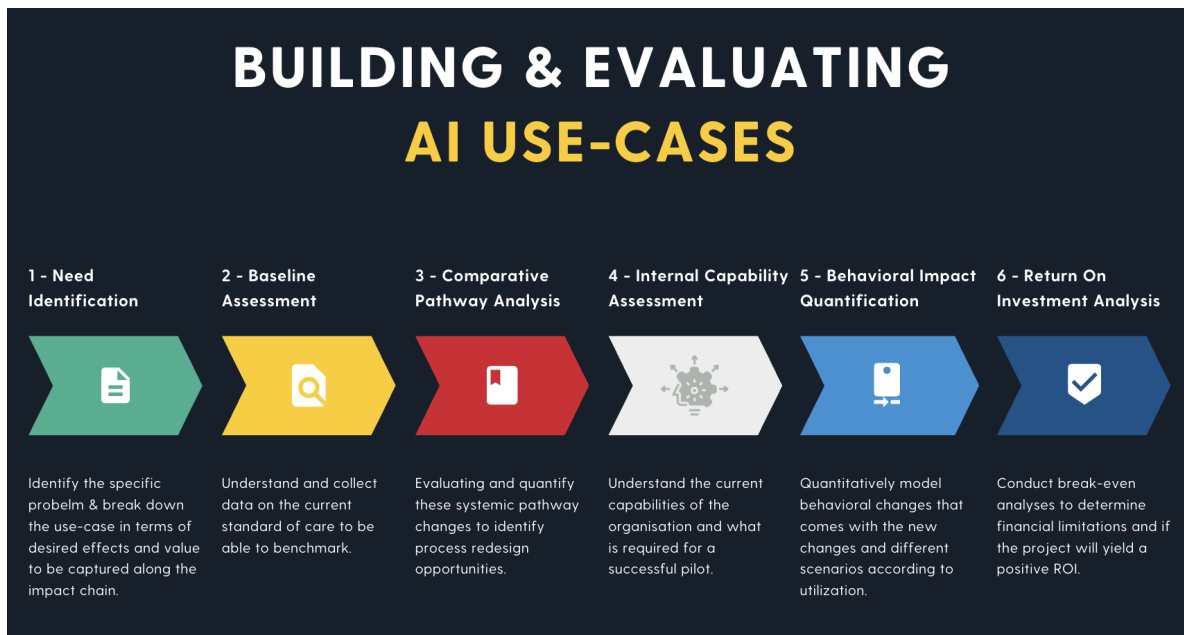 BUILDING & EVALUATING
AI USE-CASES
1 - Need
Identification
2 - Baseline
Assessment
3 - Comparative
Pathway Analysis
4 - Internal Capability
Assessment
5 - Behavioral Impact
Quantification
6 - Return On
Investment Analysis
Identify the specific
probelm & break down
the use-case in terms of
desired effects and value
to be captured along the
impact chain.
Understand and collect
data on the current
standard of care to be
able to benchmark.
Evaluating and quantify
these systemic pathway
changes to identify
process redesign
opportunities.
Understand the current
capabilities of the
organisation and what
is required for a
successful pilot.
Quantitatively model
behavioral changes that
comes with the new
changes and different
scenarios according to
utilization.
Conduct break-even
analyses to determine
financial limitations and if
the project will yield a
positive ROI.